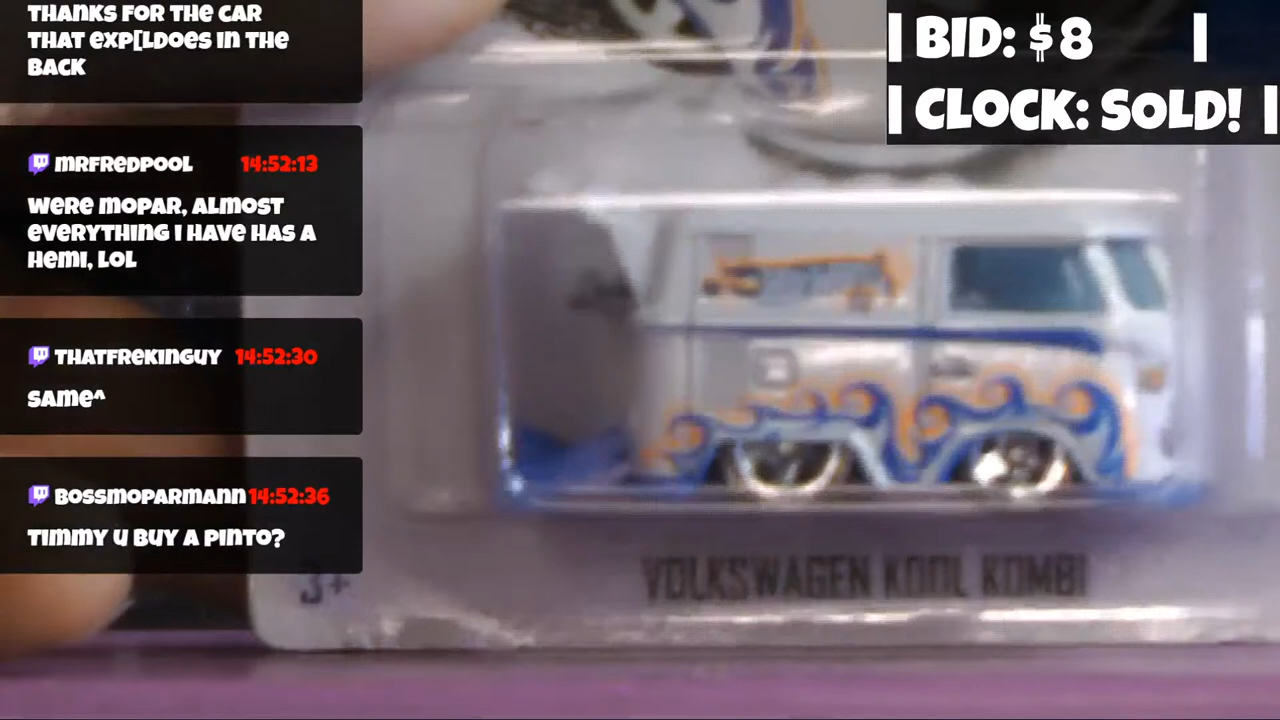 THANKS FOR THE CAR
THAT EXP[LDOES IN THE
BACK
MRFREDPOOL 14:52:13
WERE MOPAR, ALMOST
EVERYTHING I HAVE HAS A
HEMI, LOL
THATFREKINGUY 14:52:30
SAME^
BOSSMOPARMANN 14:52:36
TIMMY U BUY A PINTO?
| BID: $8 |
| CLOCK: SOLD! |
3+
VOLKSWAGEN KOOL KOMBI